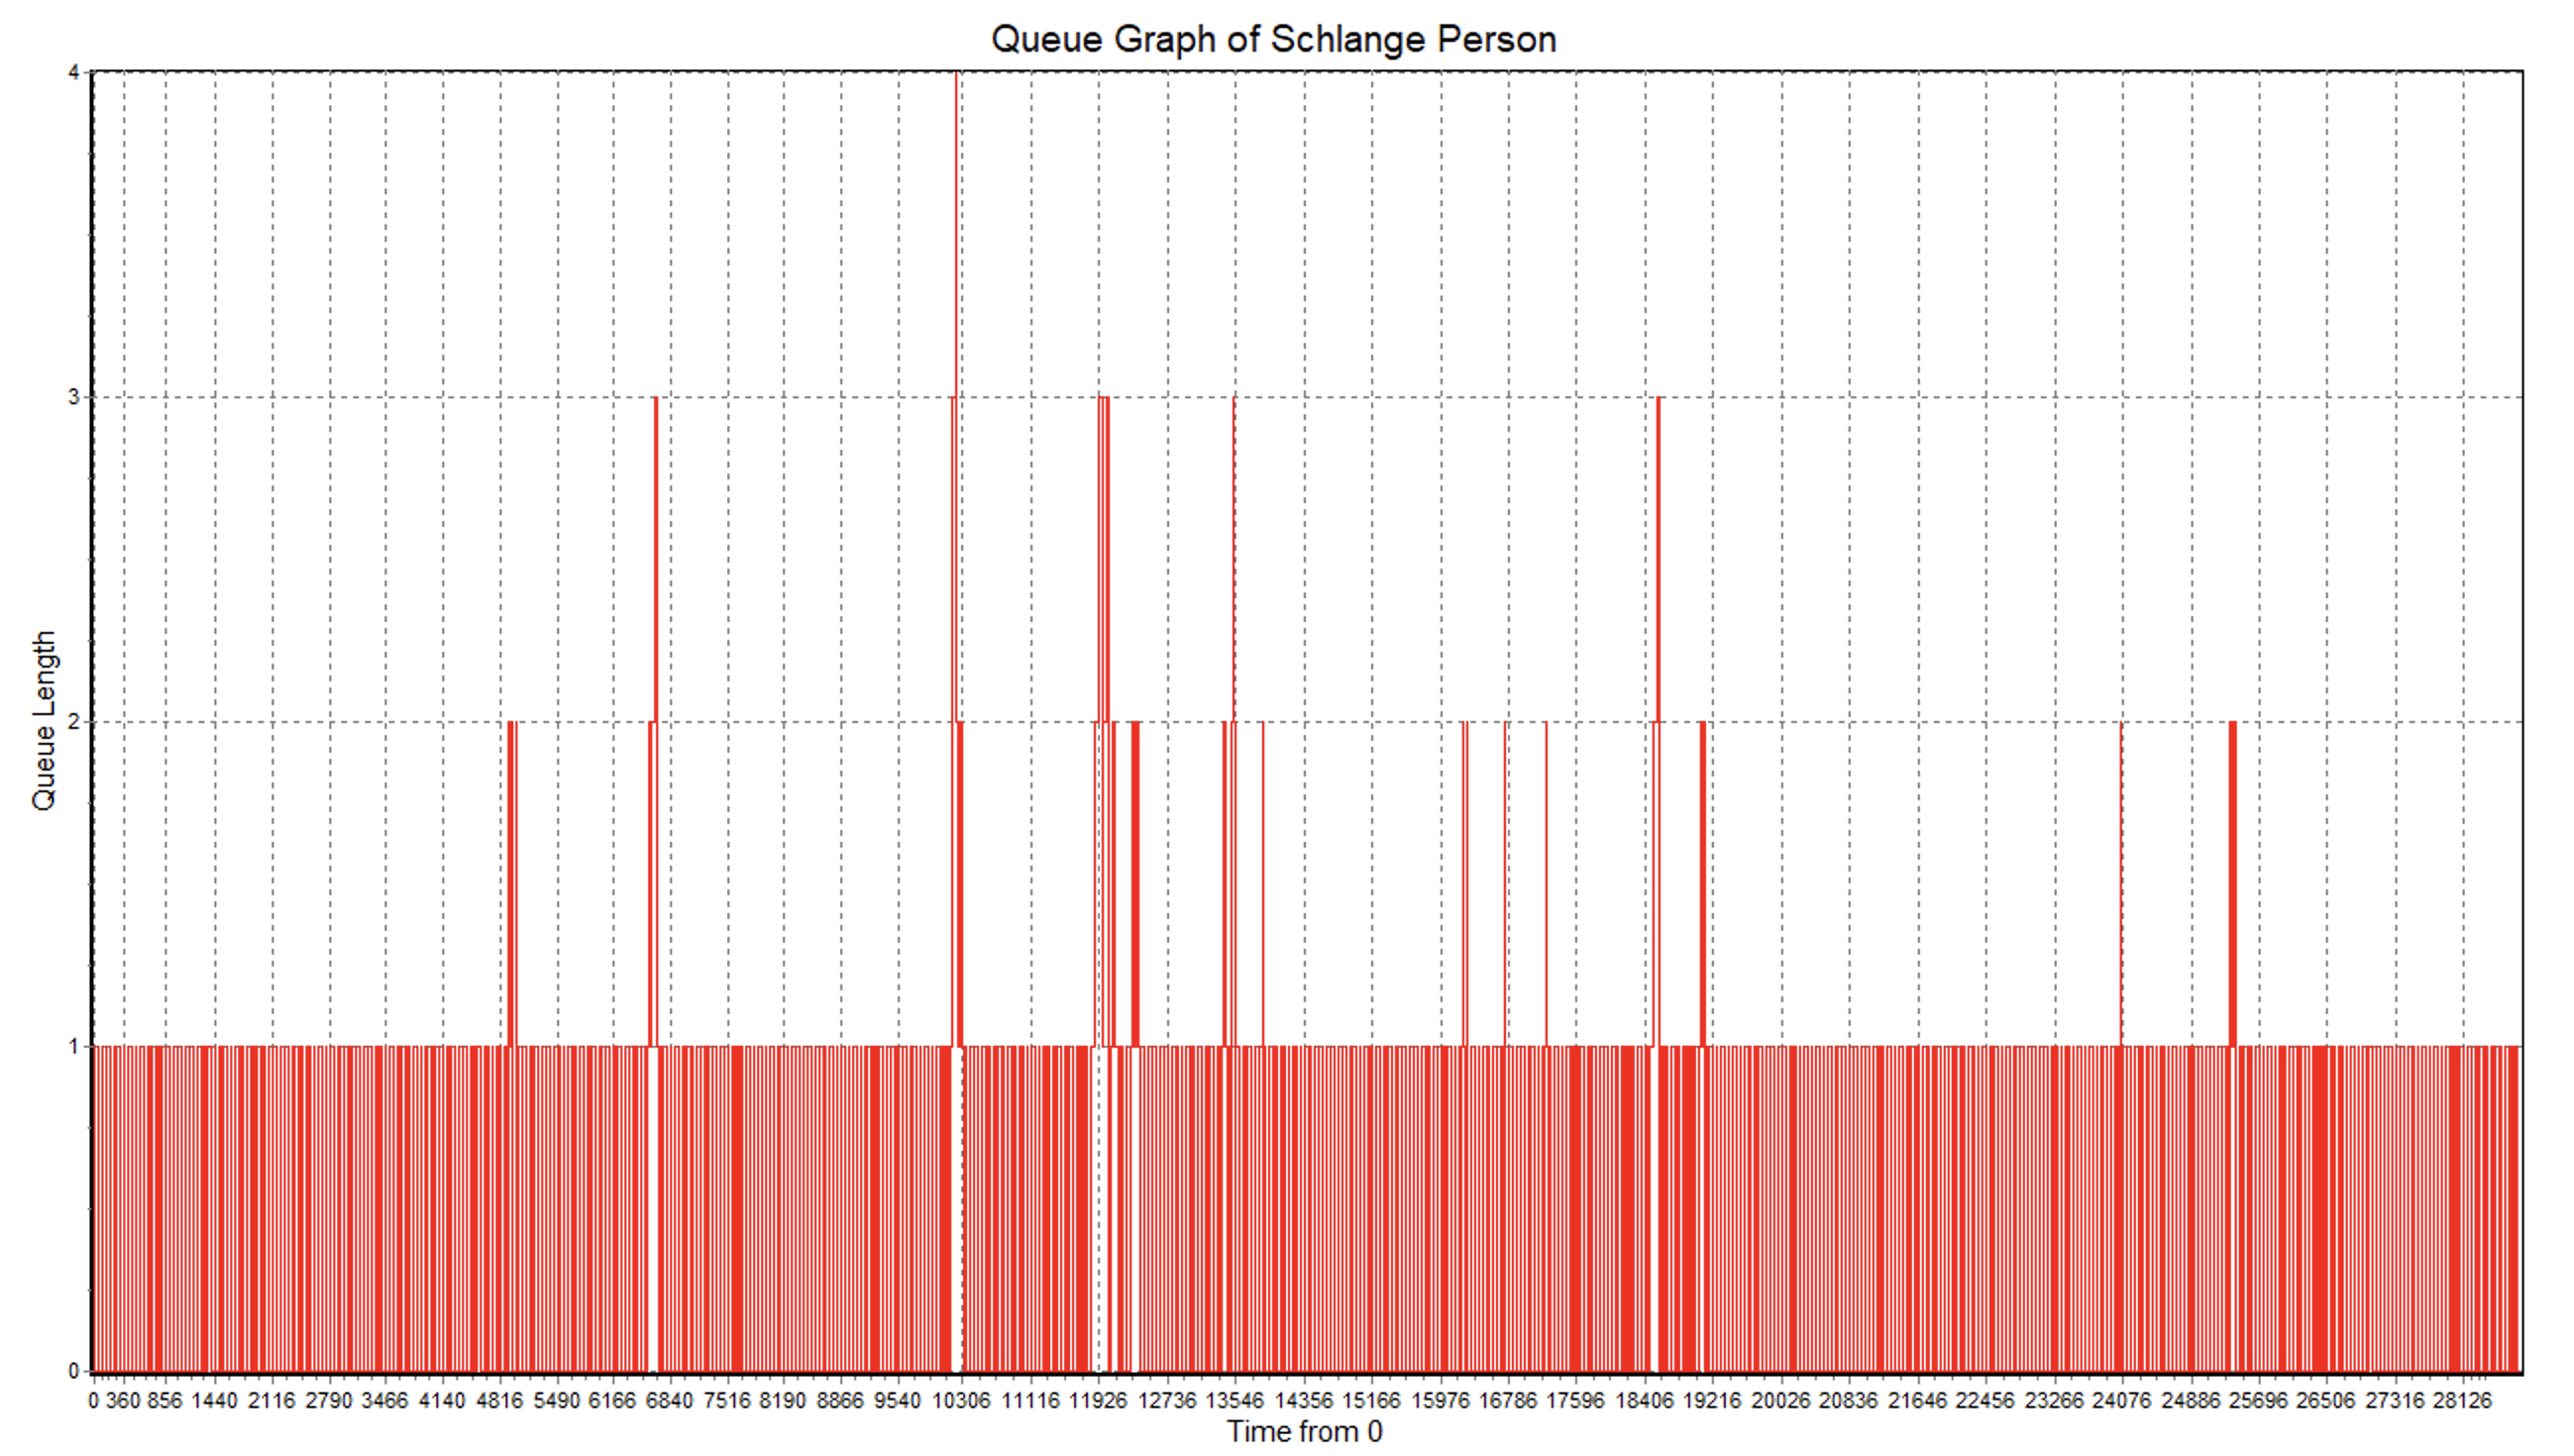 Queue Graph of Schlange Person
4
3
2
1
0
Queue Length
0 360 856 1440 2116 2790 3466 4140 4816 5490 6166 6840 7516 8190 8866 9540 10306 11116 11926 12736 13546 14356 15166 15976 16786 17596 18406 19216 20026 20836 21646 22456 23266 24076 24886 25696 26506 27316 28126
Time from 0